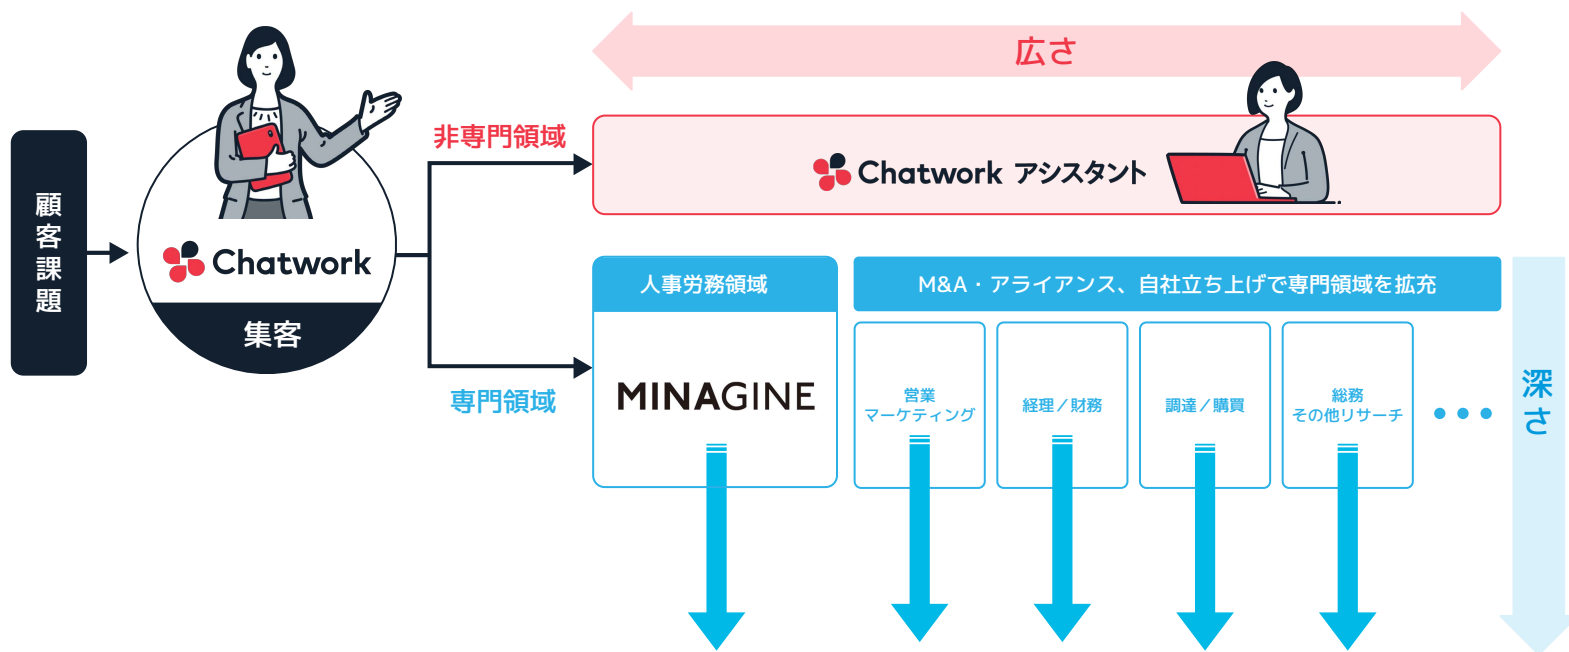 広さ
顧客課題
Chatwork
集客
非専門領域
Chatwork アシスタント
専門領域
人事労務領域
MINAGINE
M&A・アライアンス、自社立ち上げで専門領域を拡充
営業
マーケティング
経理／財務
調達／購買
総務
その他リサーチ
•••
深さ